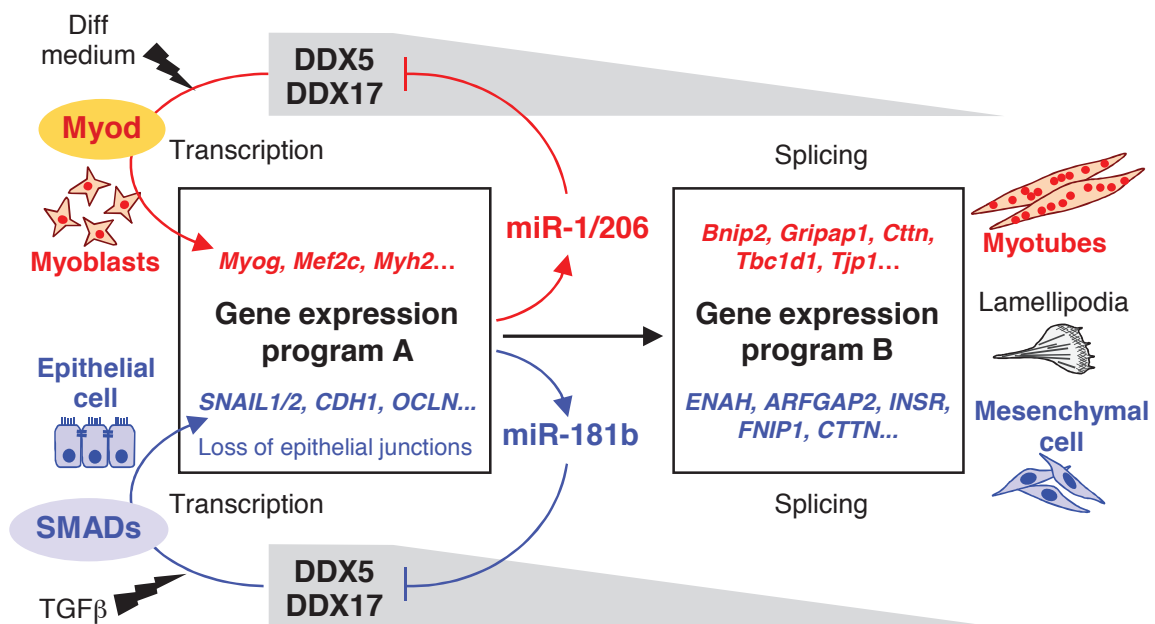 Diff
medium
DDX5
DDX17
Myod
Transcription
Splicing
Myoblasts
miR-1/206
Myog, Mef2c, Myh2...
Bnip2, Gripap1, Cttn,
Tbc1d1, Tjp1...
Myotubes
Gene expression
program A
Gene expression
program B
Lamellipodia
Epithelial
cell
SNAIL1/2, CDH1, OCLN...
Loss of epithelial junctions
miR-181b
ENAH, ARFGAP2, INSR,
FNIP1, CTTN...
Mesenchymal
cell
SMADs
Transcription
Splicing
TGFβ
DDX5
DDX17